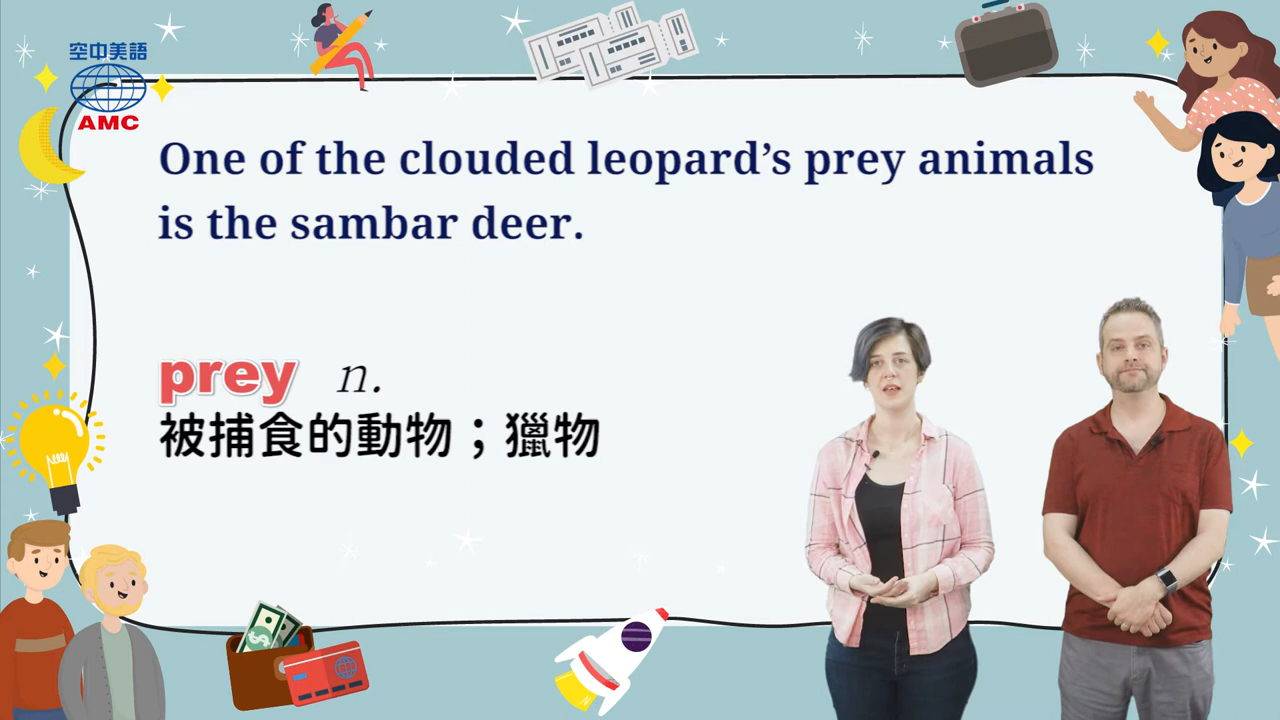 空中美語
AMC
One of the clouded leopard’s prey animals
is the sambar deer.
prey n.
被捕食的動物；獵物